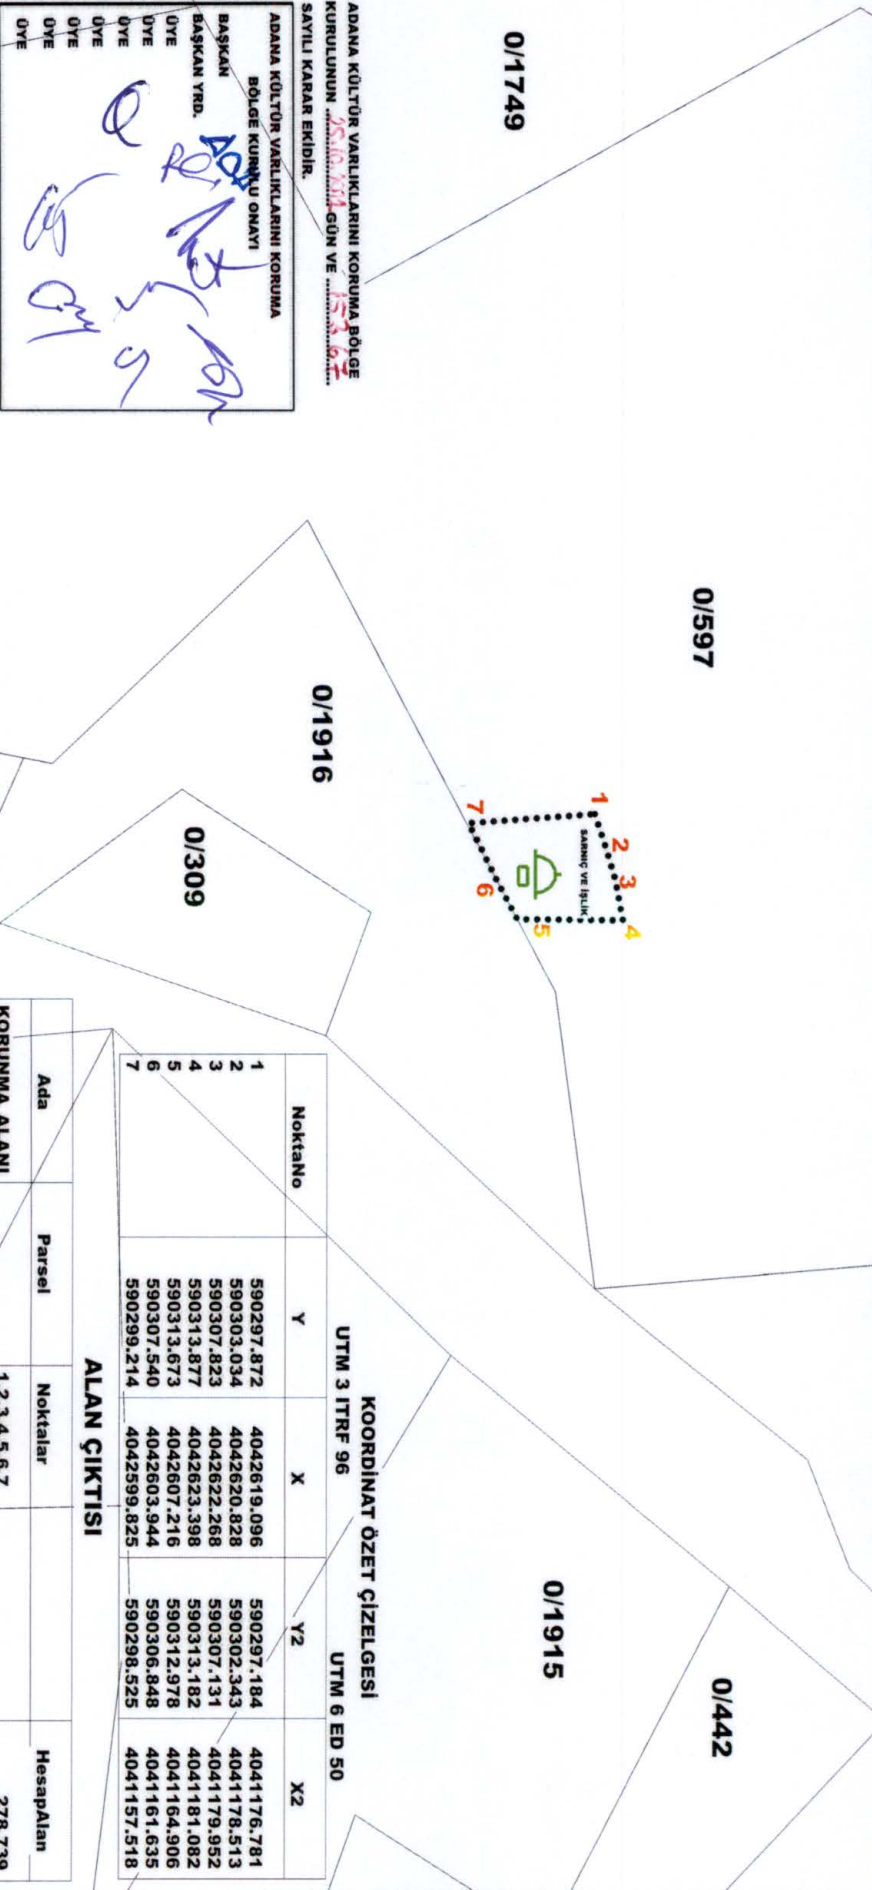 0/1749
0/597
0/1916
0/309
0/1915
0/442
1
2
3
4
5
6
7
SARNIÇ VE İŞLİK
ADANA KÜLTÜR VARLIKLARINI KORUMA BÖLGE
KURULUNUN GÜN VE
SAYILI KARAR EKİDİR.
ADANA KÜLTÜR VARLIKLARINI KORUMA
BÖLGE KURULU ONAYI
BAŞKAN
BAŞKAN YRD.
ÜYE
ÜYE
ÜYE
ÜYE
ÜYE
ÜYE
ÜYE
KOORDİNAT ÖZET ÇİZELGESİ
UTM 3 ITRF 96 UTM 6 ED 50
NoktaNo Y X Y2 X2
1 590297.872 4042619.096 590297.184 4041176.781
2 590303.034 4042620.828 590302.343 4041178.513
3 590307.823 4042622.268 590307.131 4041179.952
4 590313.877 4042623.398 590313.182 4041181.082
5 590313.673 4042607.216 590312.978 4041164.906
6 590307.540 4042603.944 590306.848 4041161.635
7 590299.214 4042599.825 590298.525 4041157.518
ALAN ÇIKTISI
Ada Parsel Noktalar HesapAlan
KORUNMA ALANI 1,2,3,4,5,6,7 278.739